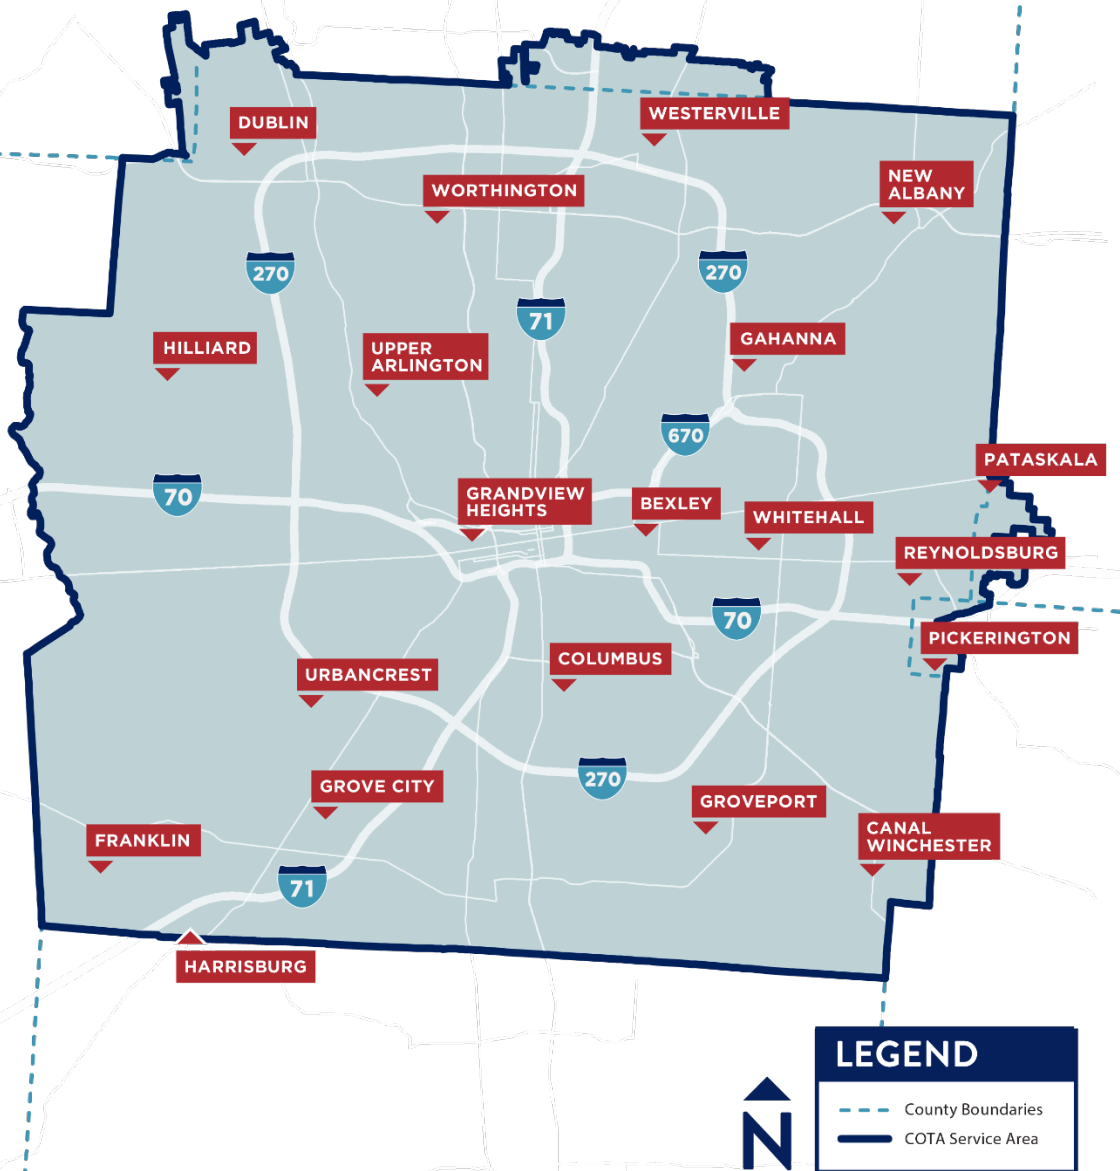 WESTERVILLE
DUBLIN
NEW
ALBANY
WORTHINGTON
270
270
71
GAHANNA
HILLIARD
UPPER
ARLINGTON
670
PATASKALA
70
GRANDVIEW
HEIGHTS
BEXLEY
WHITEHALL
REYNOLDSBURG
70
PICKERINGTON
COLUMBUS
URBANCREST
270
GROVE CITY
GROVEPORT
CANAL
WINCHESTER
FRANKLIN
71
HARRISBURG
LEGEND
County Boundaries
COTA Service Area
N